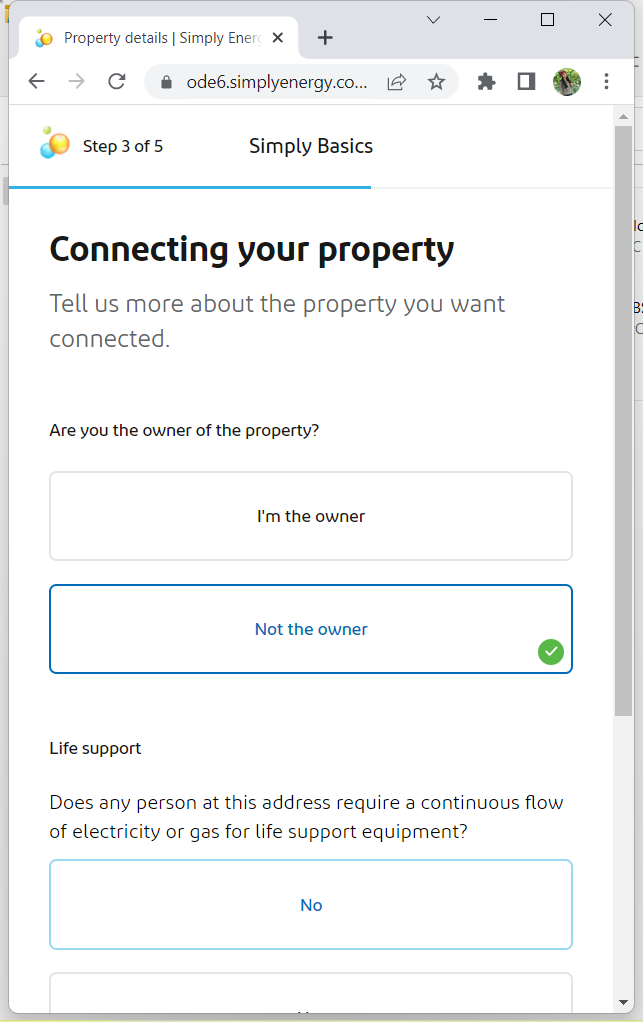 Property details | Simply Energ
ode6.simplyenergy.co...
Step 3 of 5
Simply Basics
Connecting your property
Tell us more about the property you want
connected.
Are you the owner of the property?
I'm the owner
Not the owner
Life support
Does any person at this address require a continuous flow
of electricity or gas for life support equipment?
No